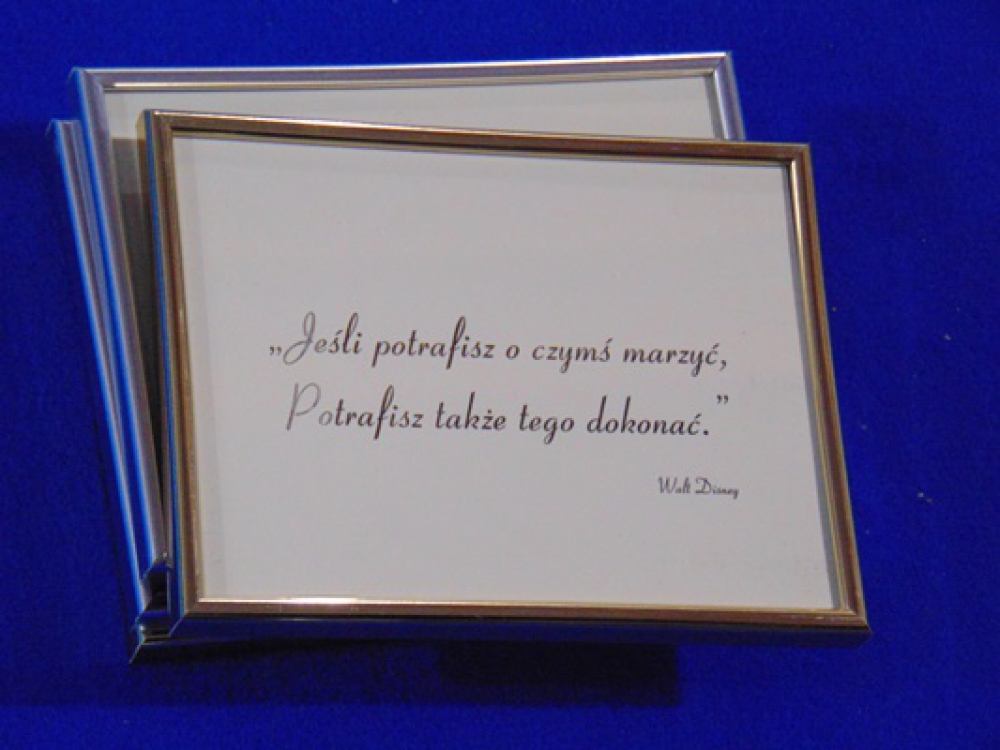 „Jeśli potrafisz o czymś marzyć,
Potrafisz także tego dokonać.”
Walt Disney